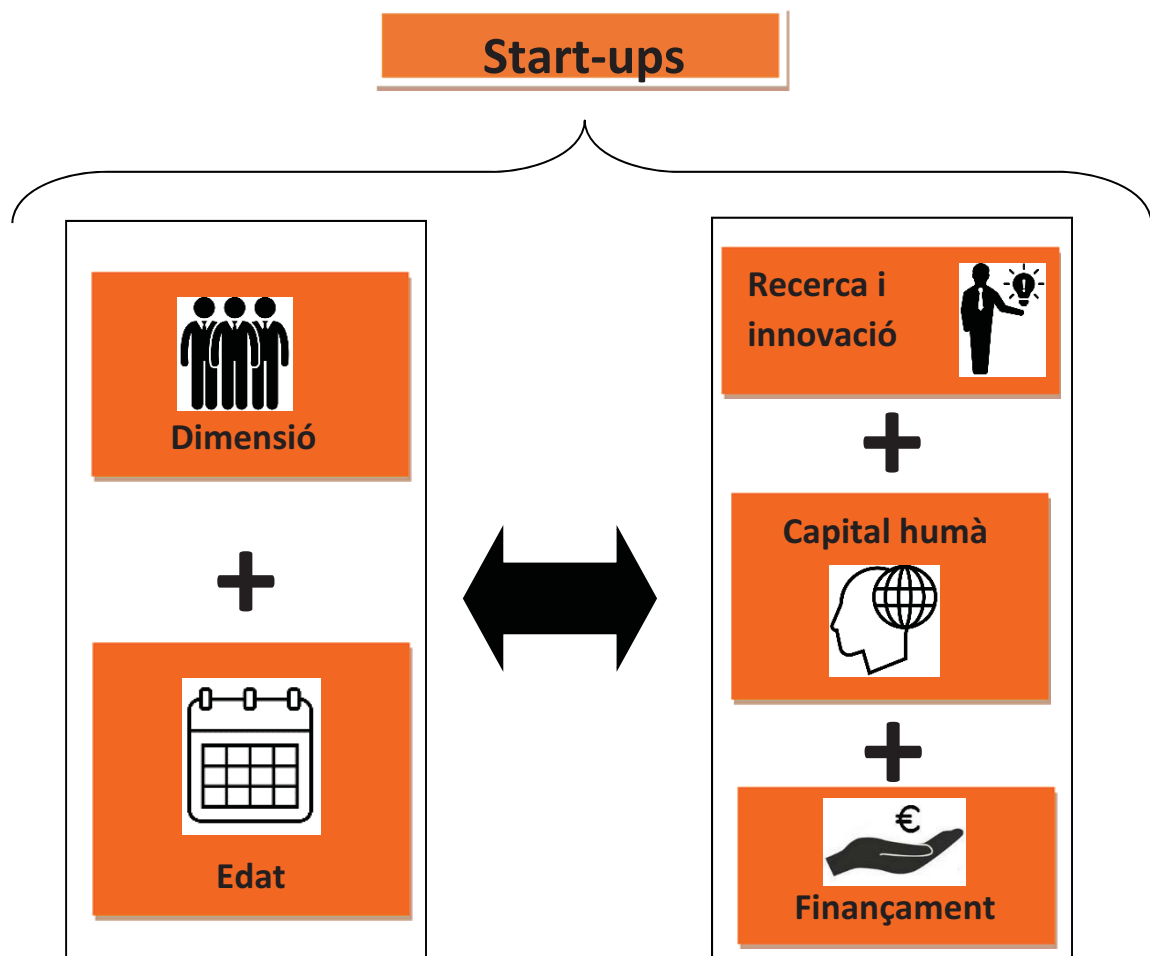 Start-ups
Dimensió
+
Edat
Recerca i
innovació
+
Capital humà
+
€
Finançament